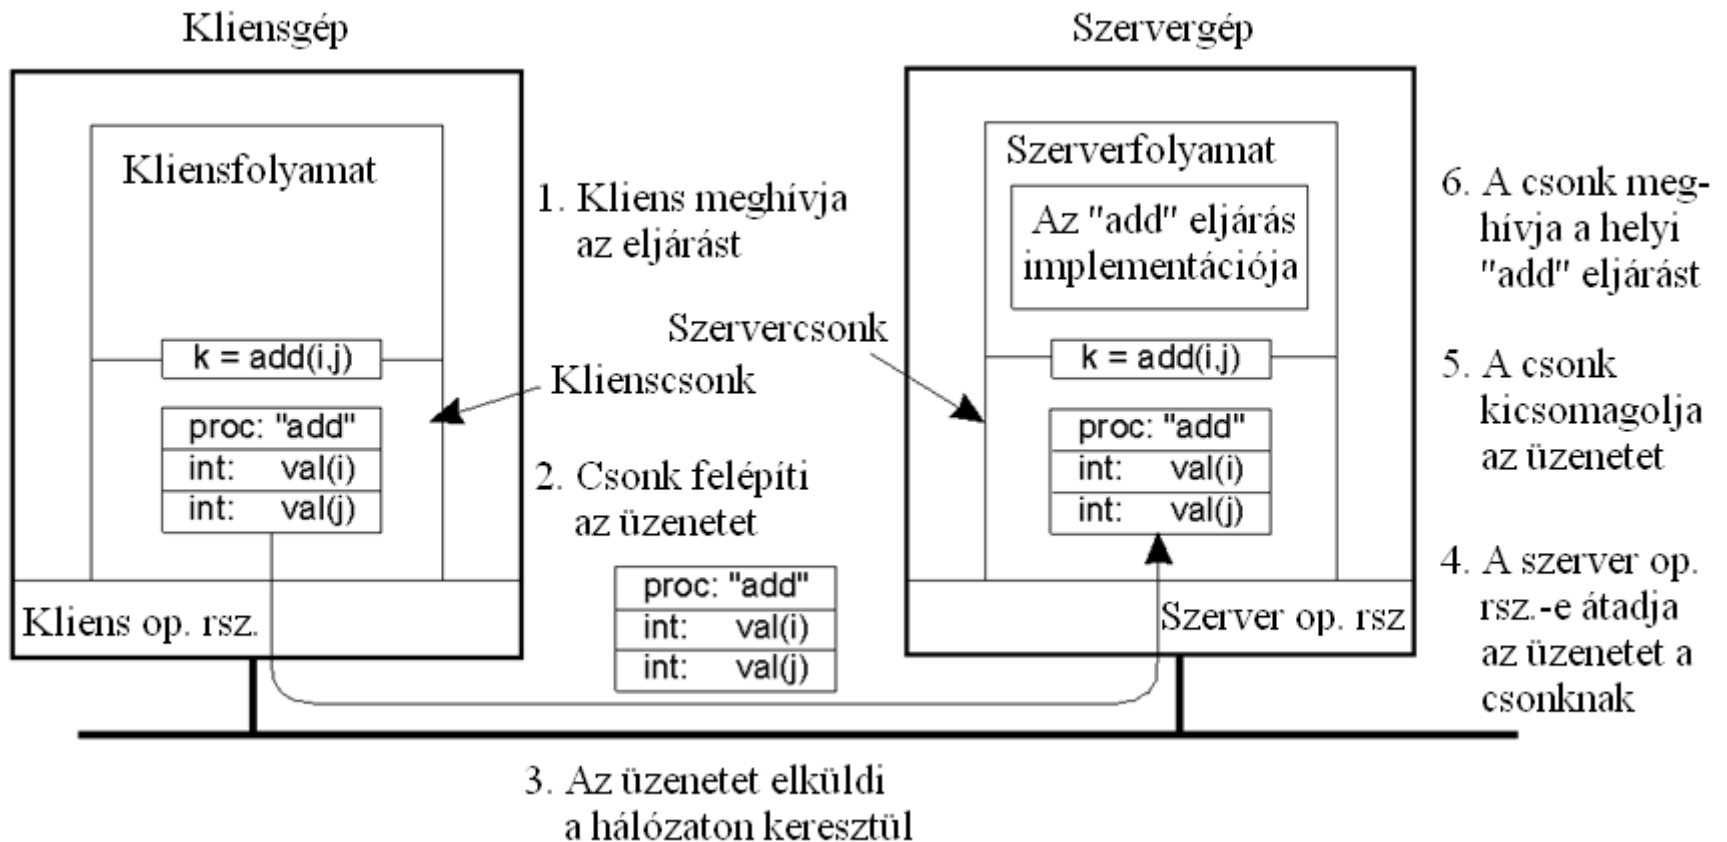 Kliensgép
Szervergép
Kliensfolyamat
1. Kliens meghívja
az eljárást
k = add(i,j)
Klienscsonk
proc: "add"
int: val(i)
int: val(j)
2. Csonk felépíti
az üzenetet
proc: "add"
int: val(i)
int: val(j)
Kliens op. rsz.
3. Az üzenetet elküldi
a hálózaton keresztül
Szerverfolyamat
Az "add" eljárás
implementációja
Szervercsonk
k = add(i,j)
proc: "add"
int: val(i)
int: val(j)
Szerver op. rsz
6. A csonk meg-
hívja a helyi
"add" eljárást
5. A csonk
kicsomagolja
az üzenetet
4. A szerver op.
rsz.-e átadja
az üzenetet a
csonknak